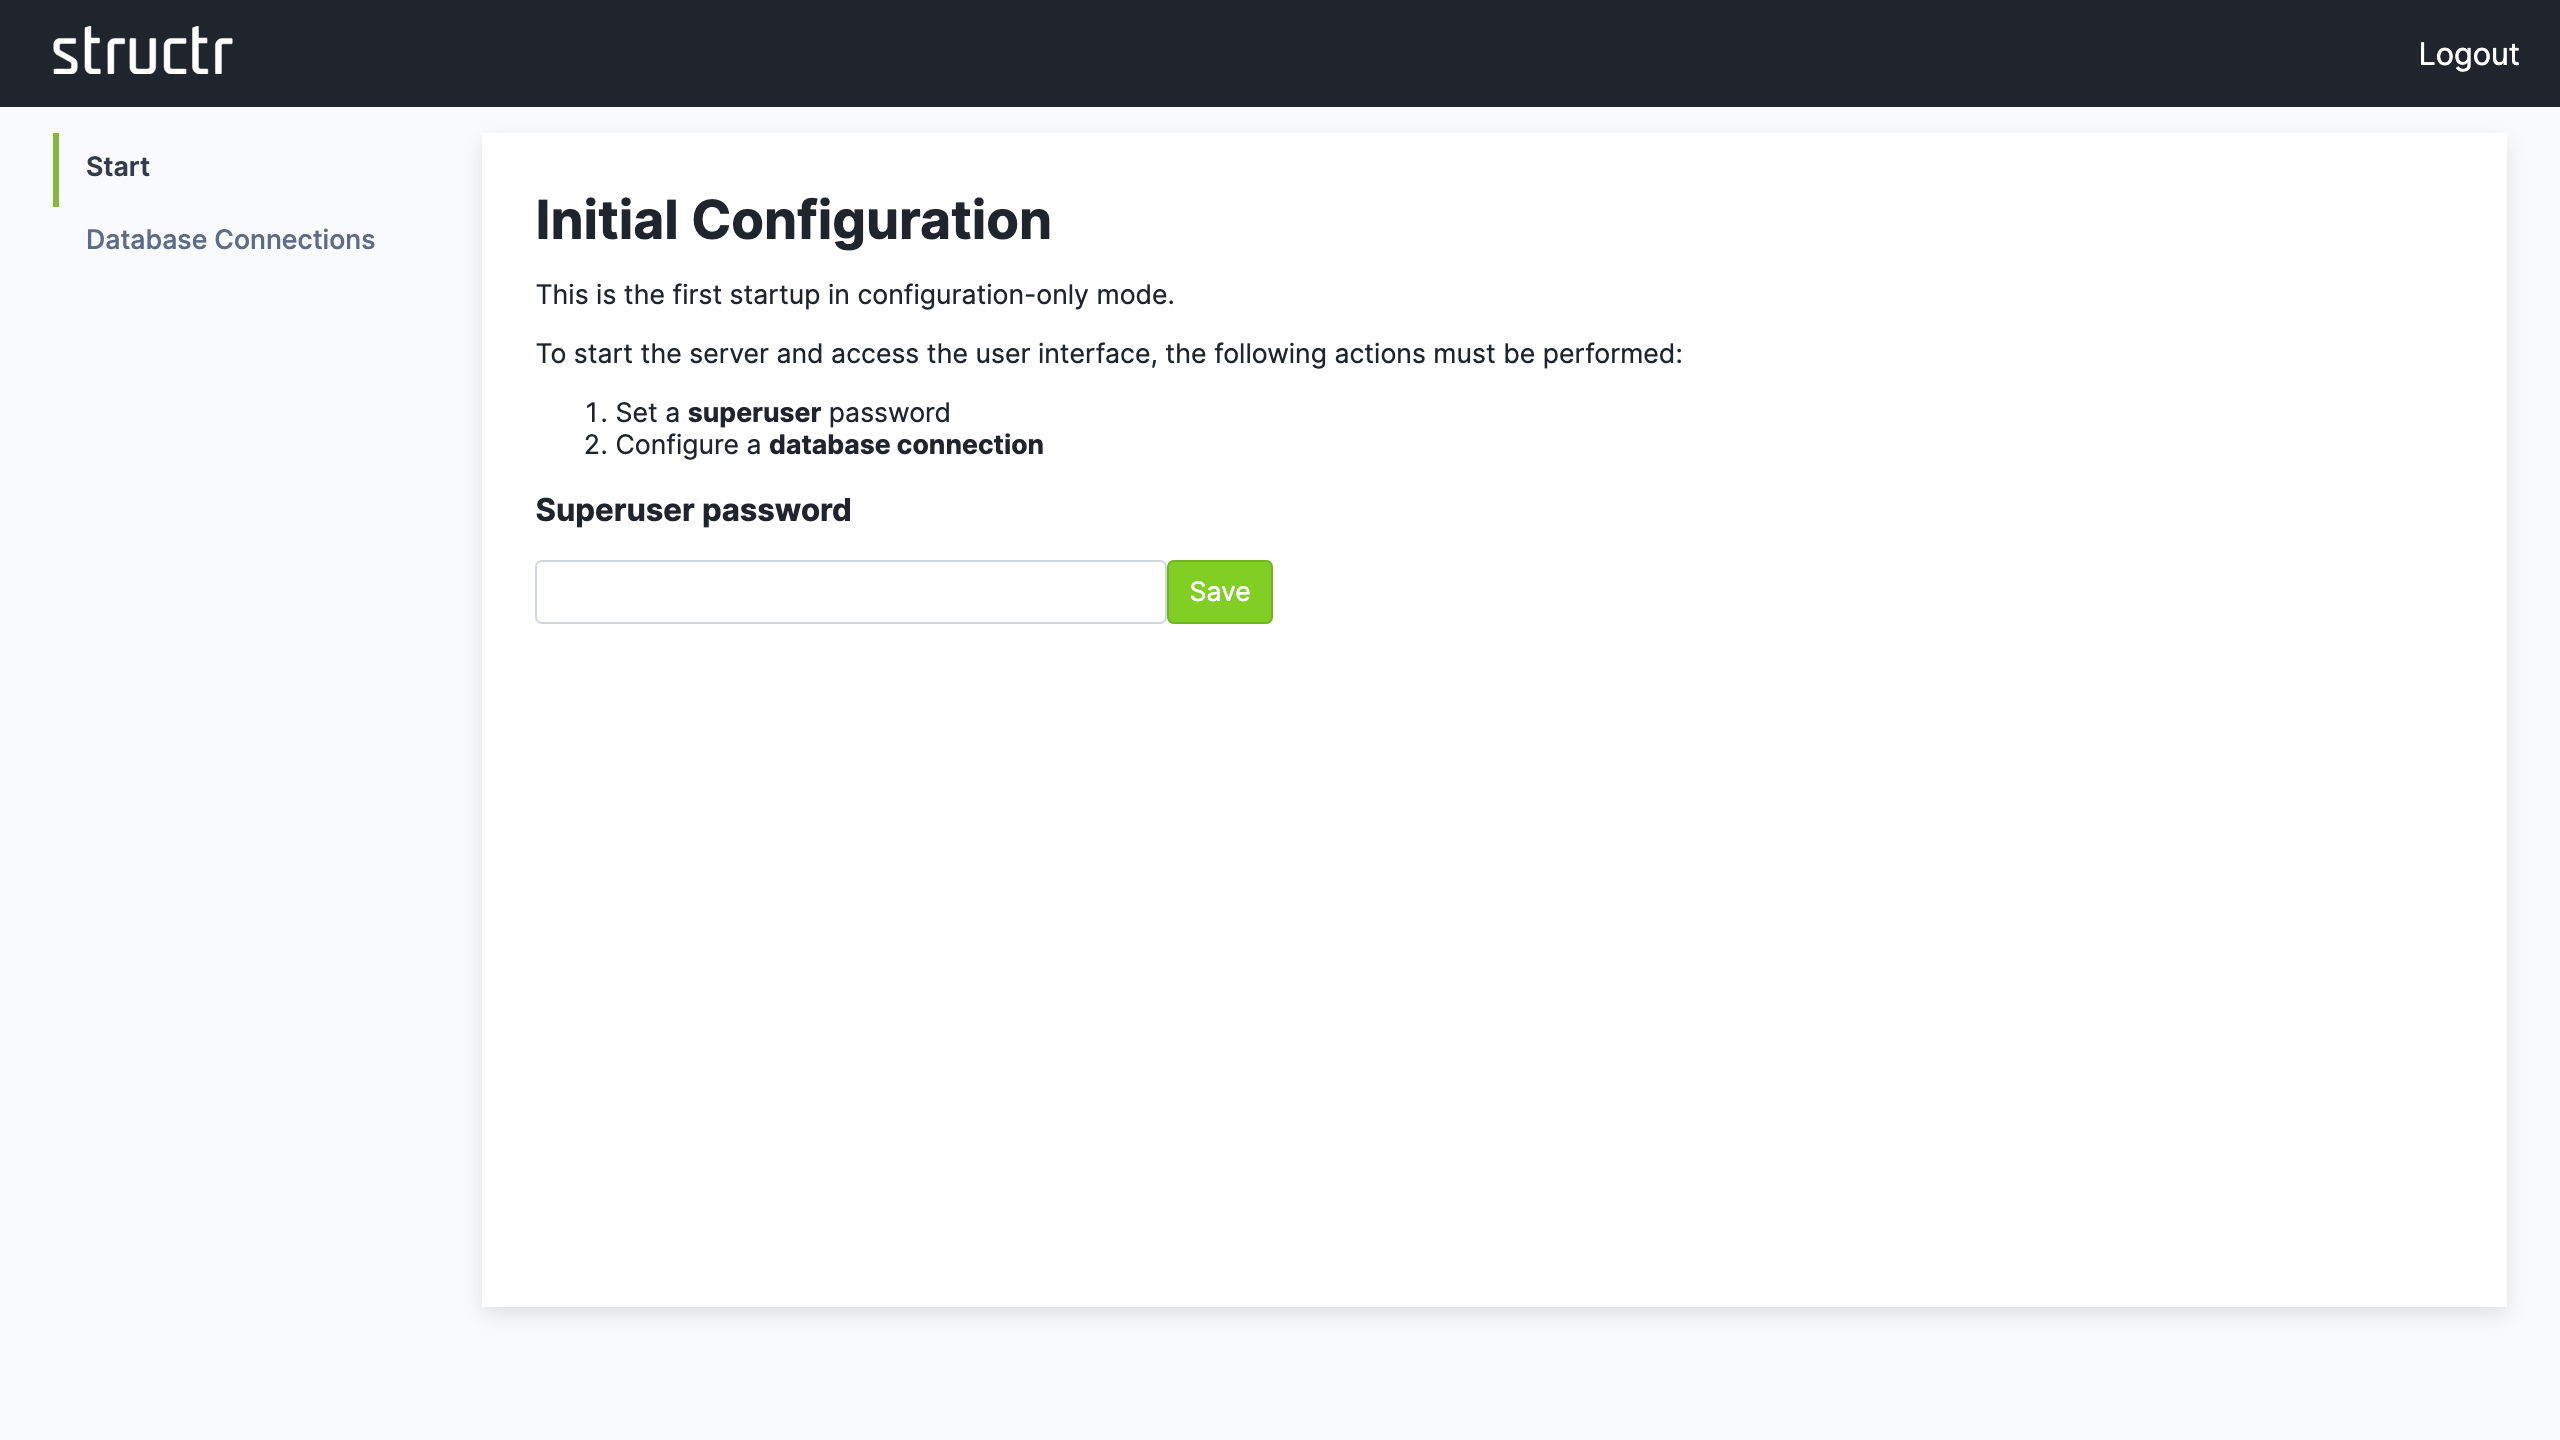 structr
Logout
Start
Database Connections
Initial Configuration
This is the first startup in configuration-only mode.
To start the server and access the user interface, the following actions must be performed:
1. Set a superuser password
2. Configure a database connection
Superuser password
Save